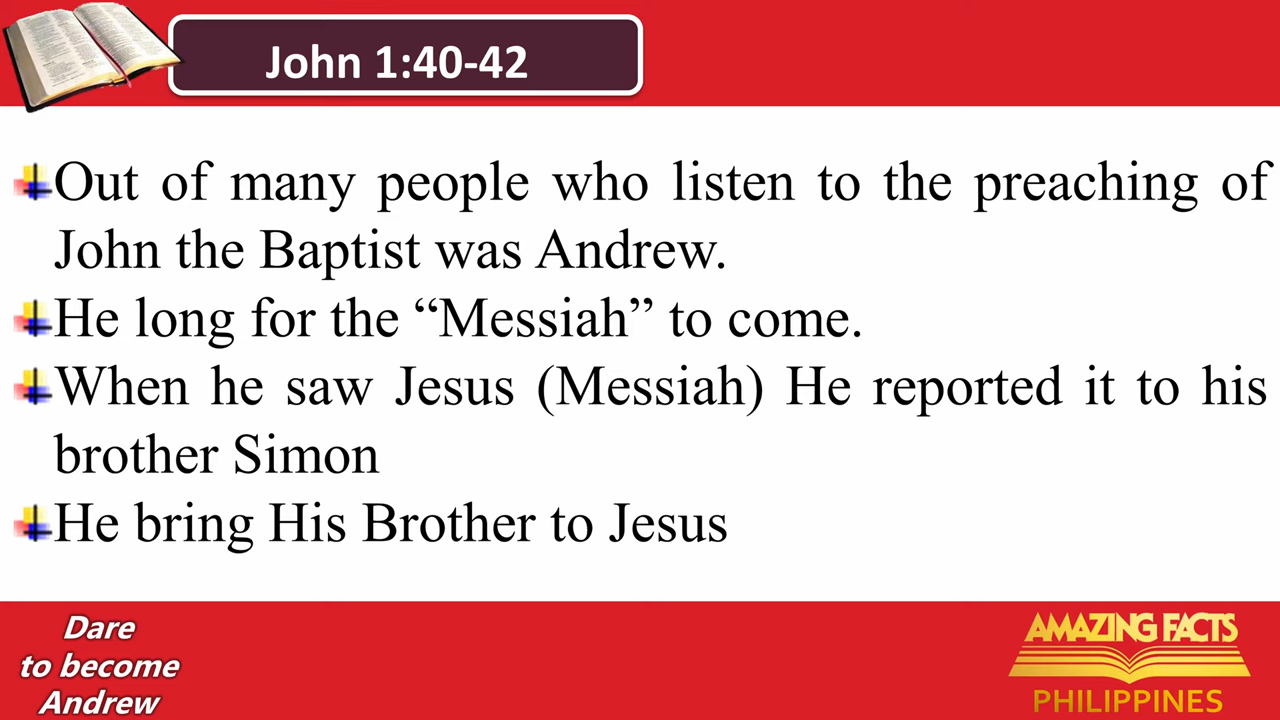 John 1:40-42
Out of many people who listen to the preaching of
John the Baptist was Andrew.
He long for the “Messiah” to come.
When he saw Jesus (Messiah) He reported it to his
brother Simon
He bring His Brother to Jesus
Dare
to become
Andrew
AMAZING FACTS
PHILIPPINES